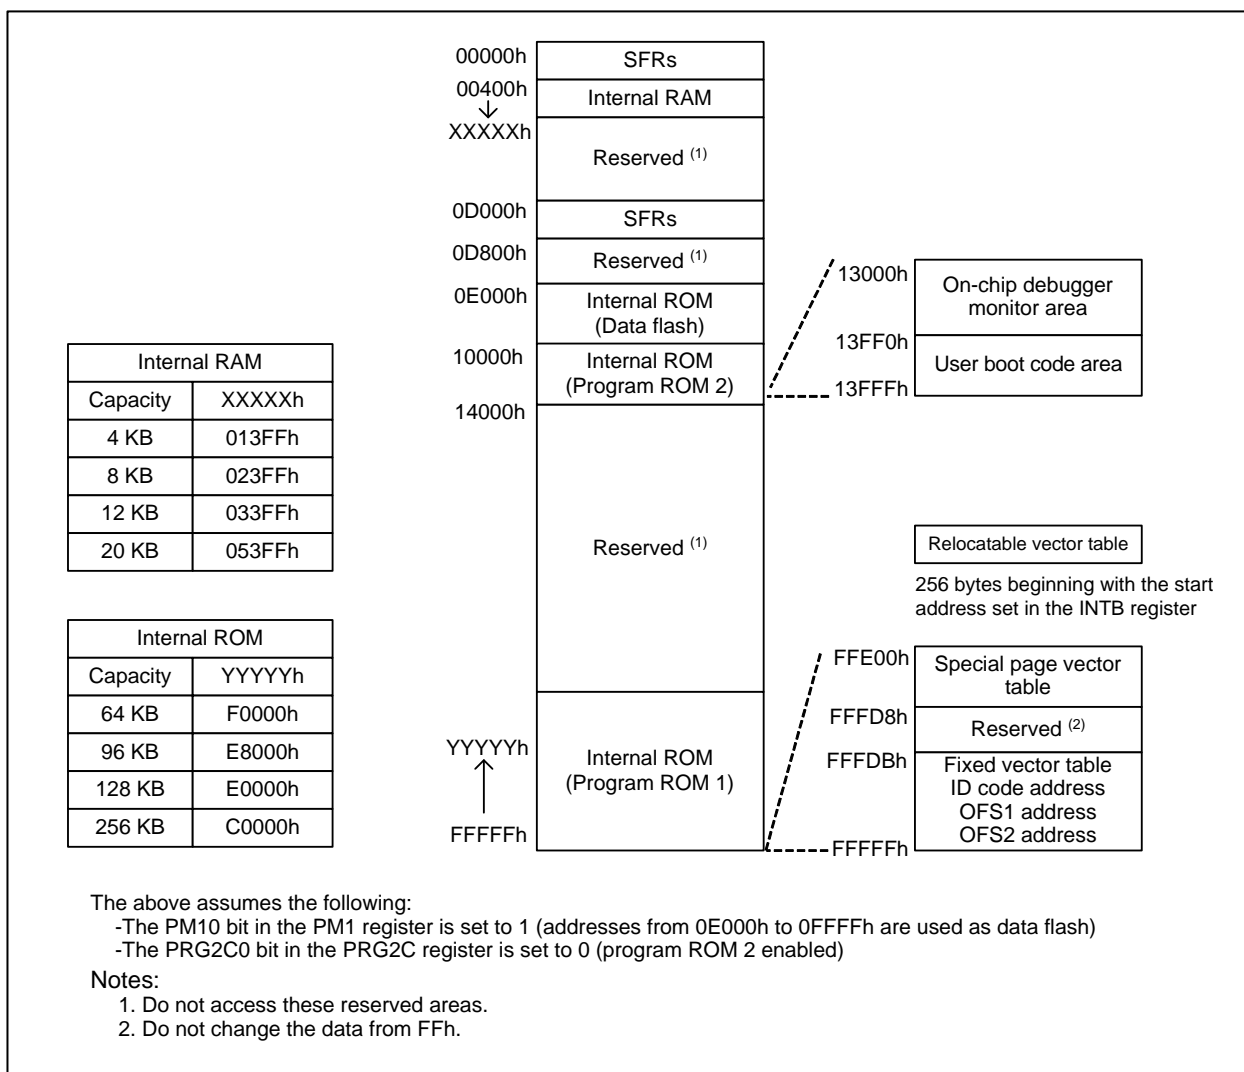 00000h
SFRs
00400h
Internal RAM
XXXXXh
Reserved (1)
0D000h
SFRs
0D800h
Reserved (1)
0E000h
Internal ROM
(Data flash)
10000h
Internal ROM
(Program ROM 2)
14000h
Reserved (1)
YYYYYh
Internal ROM
(Program ROM 1)
FFFFFh
13000h
On-chip debugger
monitor area
13FF0h
User boot code area
13FFFh
Relocatable vector table
256 bytes beginning with the start
address set in the INTB register
FFE00h
Special page vector
table
FFFD8h
Reserved (2)
FFFDBh
Fixed vector table
ID code address
OFS1 address
OFS2 address
FFFFFh
Internal RAM
Capacity XXXXXh
4 KB 013FFh
8 KB 023FFh
12 KB 033FFh
20 KB 053FFh
Internal ROM
Capacity YYYYYh
64 KB F0000h
96 KB E8000h
128 KB E0000h
256 KB C0000h
The above assumes the following:
-The PM10 bit in the PM1 register is set to 1 (addresses from 0E000h to 0FFFFh are used as data flash)
-The PRG2C0 bit in the PRG2C register is set to 0 (program ROM 2 enabled)
Notes:
1. Do not access these reserved areas.
2. Do not change the data from FFh.